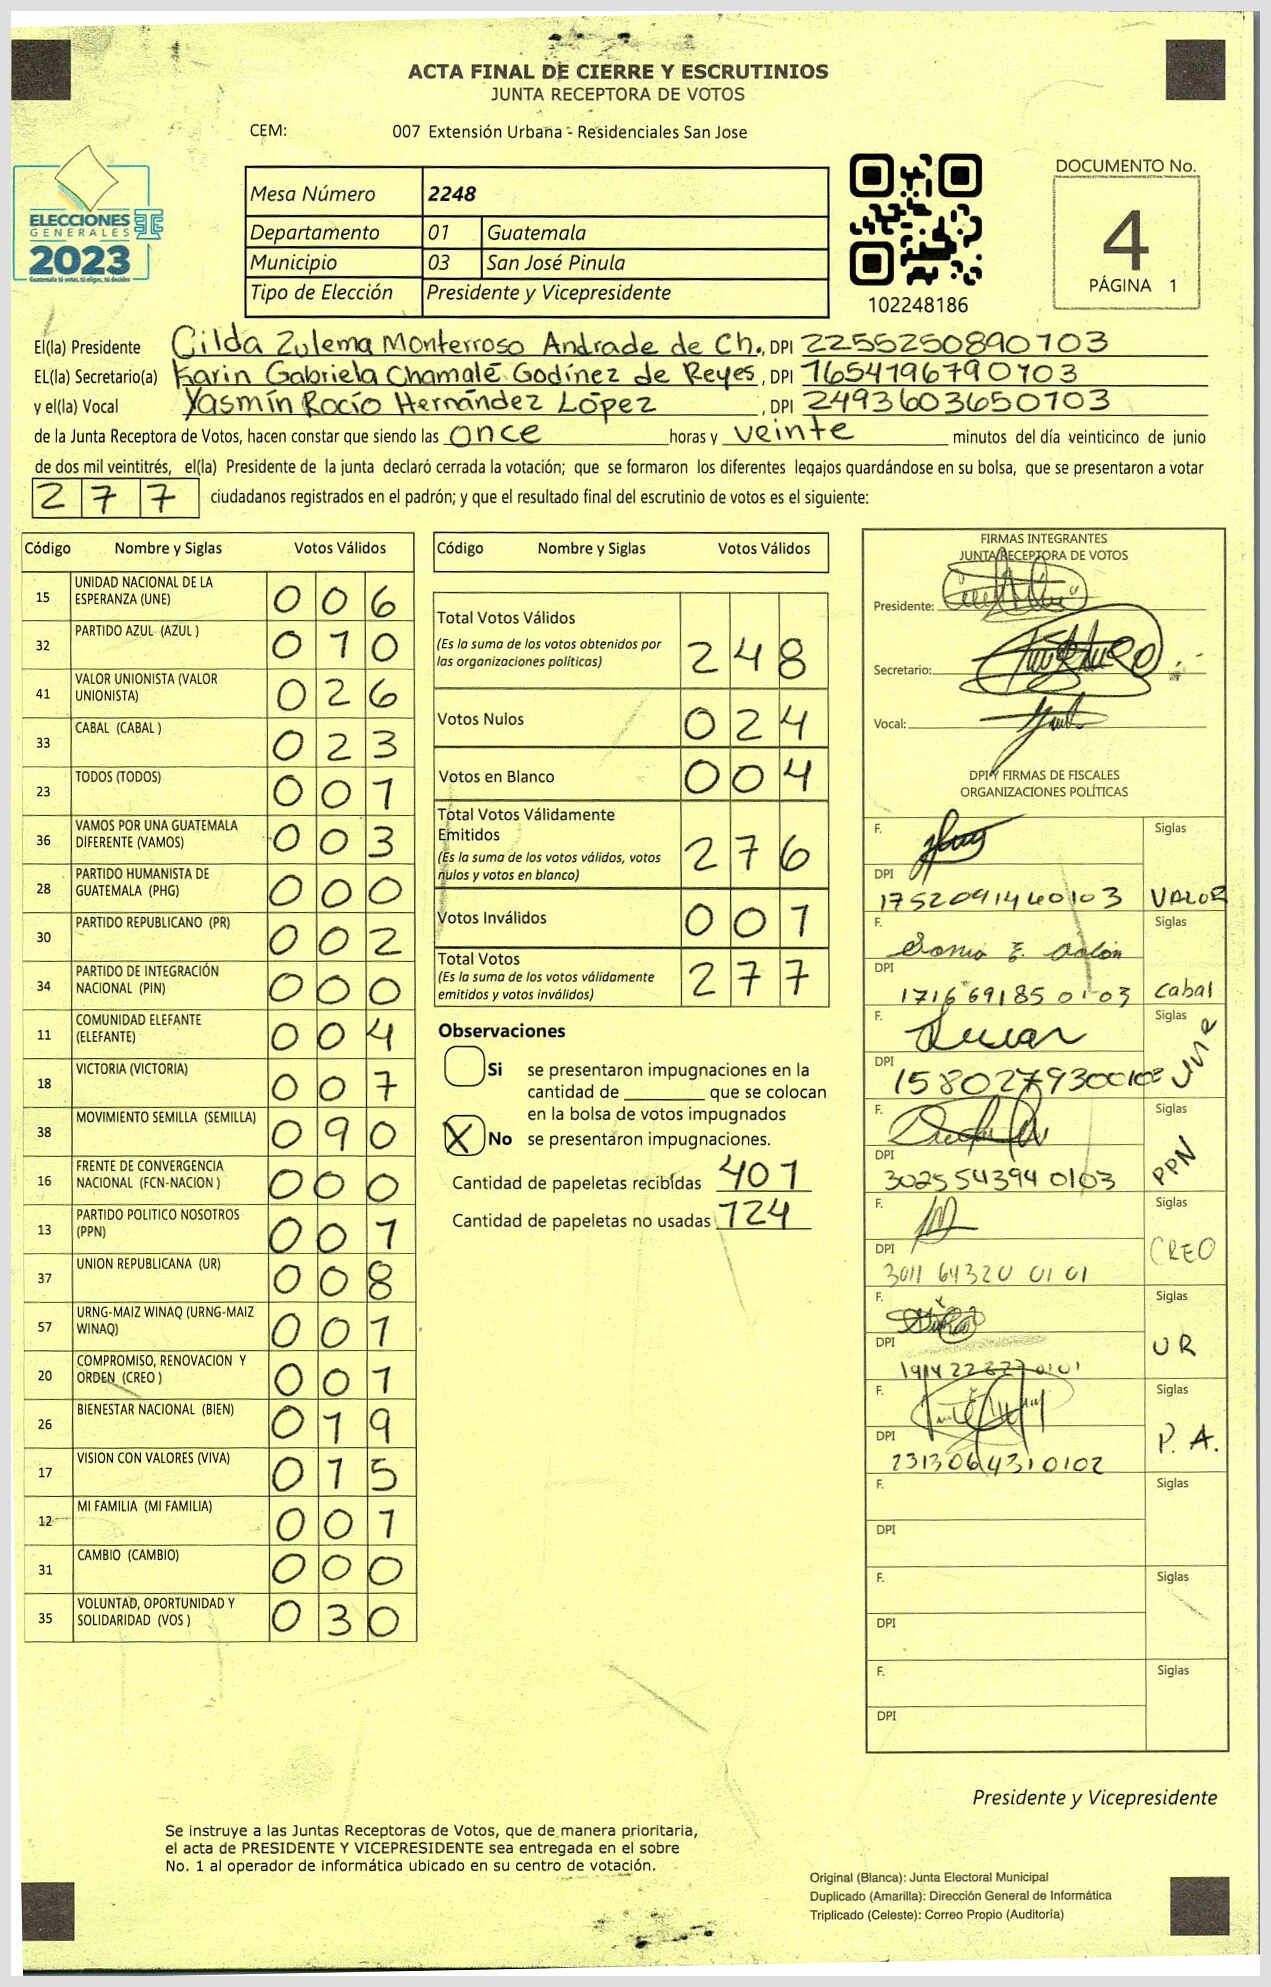 ACTA FINAL DE CIERRE Y ESCRUTINIOS
JUNTA RECEPTORA DE VOTOS
CEM: 007 Extensión Urbana - Residenciales San Jose
ELECCIONES
GENERALES
2023
Guatemala tú votas, tú eliges, tú decides
Mesa Número 2248
Departamento 01 Guatemala
Municipio 03 San José Pinula
Tipo de Elección Presidente y Vicepresidente
102248186
DOCUMENTO No.
4
PÁGINA 1
El(la) Presidente Gilda Zulema Monterroso Andrade de Ch., DPI 2255250890103
EL(la) Secretario(a) Karin Gabriela Chamalé Godínez de Reyes, DPI 1654196790103
y el(la) Vocal Yasmín Rocío Hernández López, DPI 2493603650103
de la Junta Receptora de Votos, hacen constar que siendo las once horas y veinte minutos del día veinticinco de junio
de dos mil veintitrés, el(la) Presidente de la junta declaró cerrada la votación; que se formaron los diferentes legajos guardándose en su bolsa, que se presentaron a votar
277 ciudadanos registrados en el padrón; y que el resultado final del escrutinio de votos es el siguiente:
Código Nombre y Siglas Votos Válidos
15 UNIDAD NACIONAL DE LA ESPERANZA (UNE) 006
32 PARTIDO AZUL (AZUL ) 010
41 VALOR UNIONISTA (VALOR UNIONISTA) 026
33 CABAL (CABAL ) 023
23 TODOS (TODOS) 001
36 VAMOS POR UNA GUATEMALA DIFERENTE (VAMOS) 003
28 PARTIDO HUMANISTA DE GUATEMALA (PHG) 000
30 PARTIDO REPUBLICANO (PR) 002
34 PARTIDO DE INTEGRACIÓN NACIONAL (PIN) 000
11 COMUNIDAD ELEFANTE (ELEFANTE) 004
18 VICTORIA (VICTORIA) 007
38 MOVIMIENTO SEMILLA (SEMILLA) 090
16 FRENTE DE CONVERGENCIA NACIONAL (FCN-NACION ) 000
13 PARTIDO POLITICO NOSOTROS (PPN) 001
37 UNION REPUBLICANA (UR) 008
57 URNG-MAIZ WINAQ (URNG-MAIZ WINAQ) 001
20 COMPROMISO, RENOVACION Y ORDEN (CREO ) 001
26 BIENESTAR NACIONAL (BIEN) 019
17 VISION CON VALORES (VIVA) 015
12 MI FAMILIA (MI FAMILIA) 001
31 CAMBIO (CAMBIO) 000
35 VOLUNTAD, OPORTUNIDAD Y SOLIDARIDAD (VOS ) 030
Código Nombre y Siglas Votos Válidos
Total Votos Válidos 248
(Es la suma de los votos obtenidos por
las organizaciones políticas)
Votos Nulos 024
Votos en Blanco 004
Total Votos Válidamente
Emitidos 276
(Es la suma de los votos válidos, votos
nulos y votos en blanco)
Votos Inválidos 001
Total Votos 277
(Es la suma de los votos válidamente
emitidos y votos inválidos)
Observaciones
Si se presentaron impugnaciones en la
cantidad de ________ que se colocan
en la bolsa de votos impugnados
X No se presentaron impugnaciones.
Cantidad de papeletas recibidas 401
Cantidad de papeletas no usadas 124
FIRMAS INTEGRANTES
JUNTA RECEPTORA DE VOTOS
Presidente:
Secretario:
Vocal:
DPI Y FIRMAS DE FISCALES
ORGANIZACIONES POLÍTICAS
F. Siglas
DPI 1752091460103 VALOR
F. Siglas
DPI 1716691850103 Cabal
F. Siglas
DPI 1580279300103 Une
F. Siglas
DPI 3025543940103 PPN
F. Siglas
DPI 3011643200101 CREO
F. Siglas
DPI UR
F. Siglas
DPI 2313064310102 P. A.
F. Siglas
DPI
F. Siglas
DPI
F. Siglas
DPI
Presidente y Vicepresidente
Se instruye a las Juntas Receptoras de Votos, que de manera prioritaria,
el acta de PRESIDENTE Y VICEPRESIDENTE sea entregada en el sobre
No. 1 al operador de informática ubicado en su centro de votación.
Original (Blanca): Junta Electoral Municipal
Duplicado (Amarilla): Dirección General de Informática
Triplicado (Celeste): Correo Propio (Auditoría)